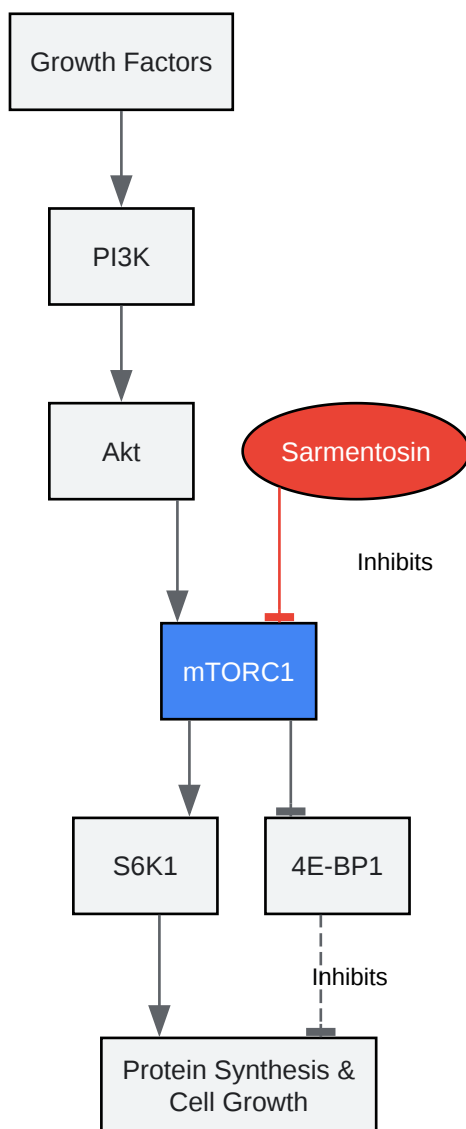 Growth Factors
PI3K
Akt
Sarmentosin
Inhibits
mTORC1
S6K1
4E-BP1
Inhibits
Protein Synthesis &
Cell Growth